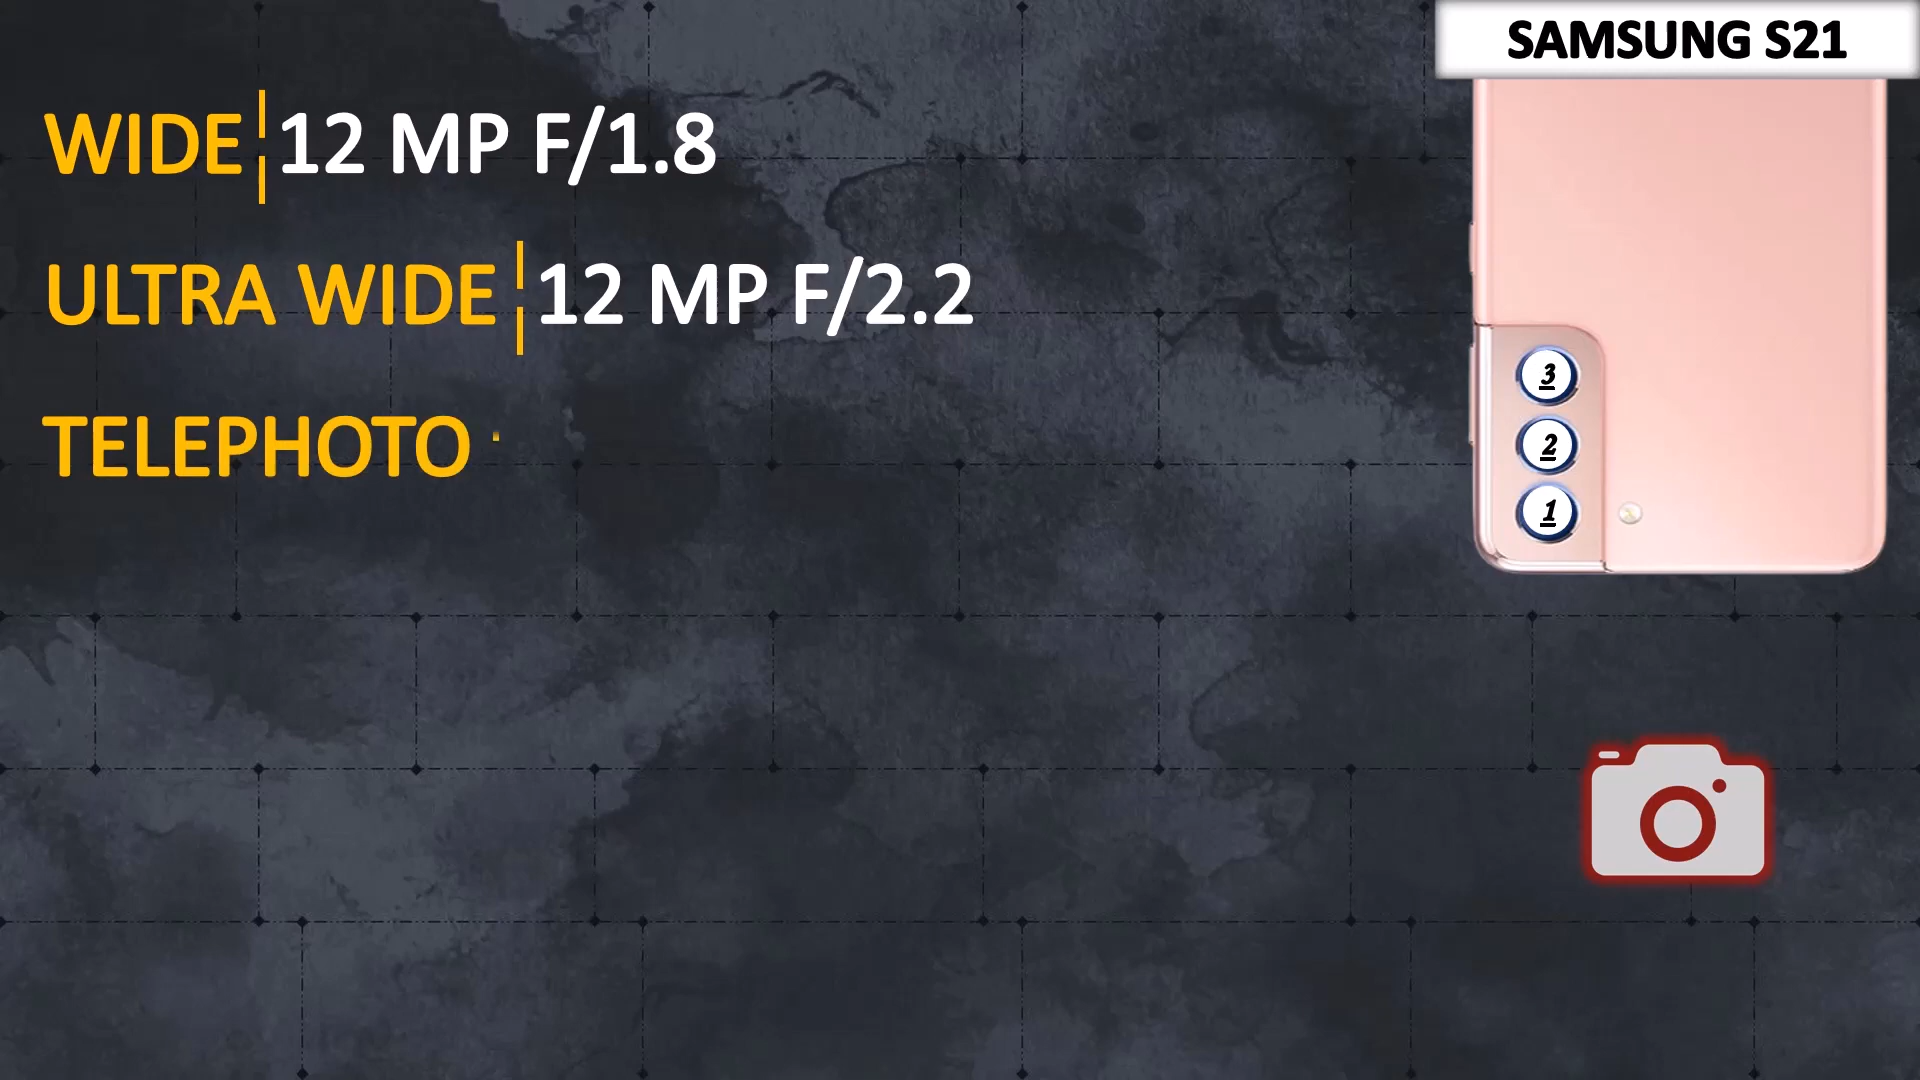 SAMSUNG S21
WIDE 12 MP F/1.8
ULTRA WIDE 12 MP F/2.2
TELEPHOTO
3
2
1